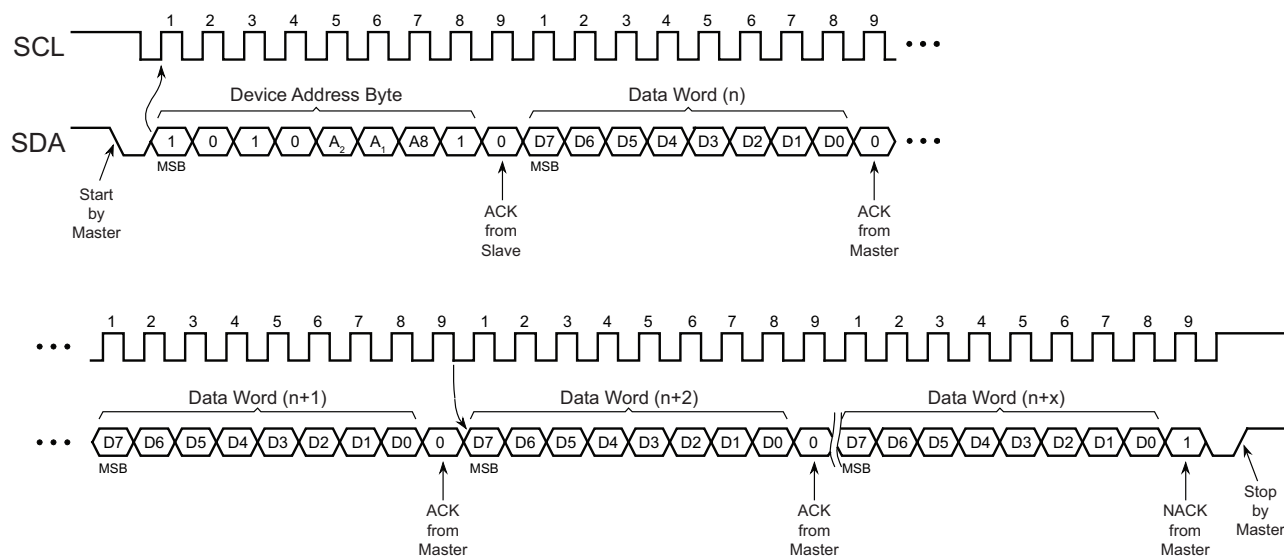 1 2 3 4 5 6 7 8 9 1 2 3 4 5 6 7 8 9
SCL
Device Address Byte Data Word (n)
SDA 1 0 1 0 A2 A1 A8 1 0 D7 D6 D5 D4 D3 D2 D1 D0 0
MSB MSB
Start
by
Master
ACK
from
Slave
ACK
from
Master
1 2 3 4 5 6 7 8 9 1 2 3 4 5 6 7 8 9 1 2 3 4 5 6 7 8 9
Data Word (n+1) Data Word (n+2) Data Word (n+x)
D7 D6 D5 D4 D3 D2 D1 D0 0 D7 D6 D5 D4 D3 D2 D1 D0 0 D7 D6 D5 D4 D3 D2 D1 D0 1
MSB MSB MSB
ACK
from
Master
ACK
from
Master
NACK
from
Master
Stop
by
Master